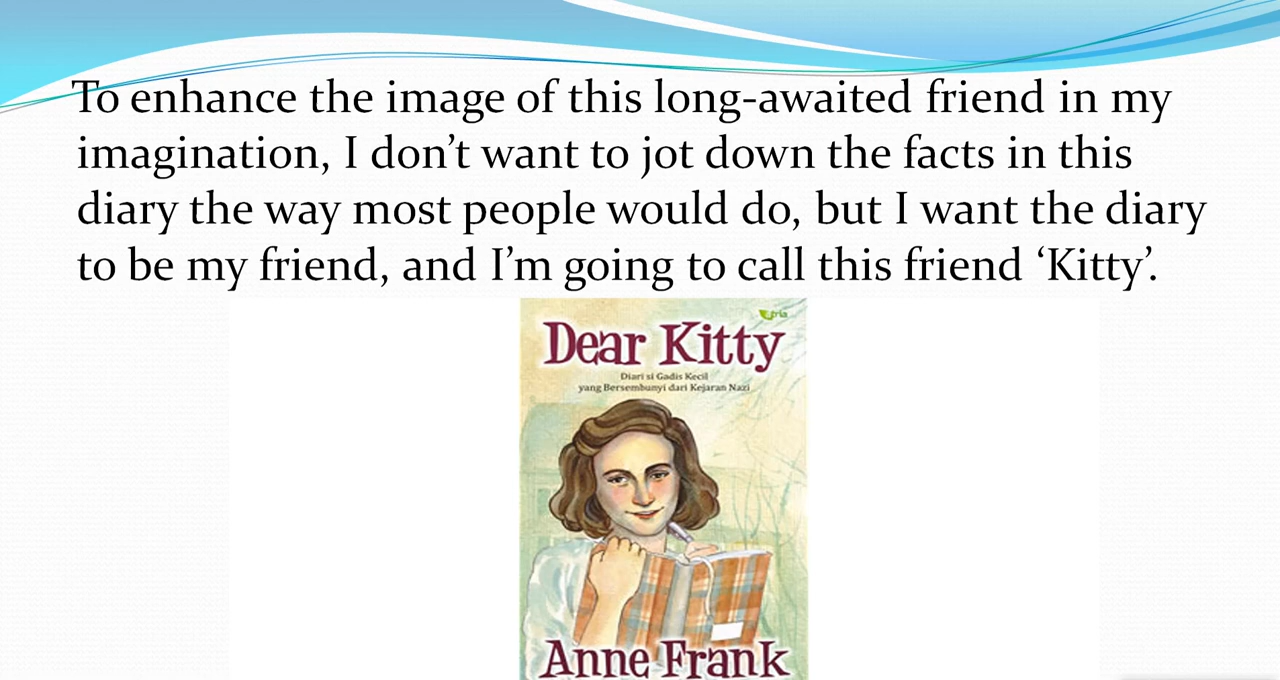 To enhance the image of this long-awaited friend in my
imagination, I don’t want to jot down the facts in this
diary the way most people would do, but I want the diary
to be my friend, and I’m going to call this friend ‘Kitty’.
Dear Kitty
Diari si Gadis Kecil
yang Bersembunyi dari Kejaran Nazi
Anne Frank